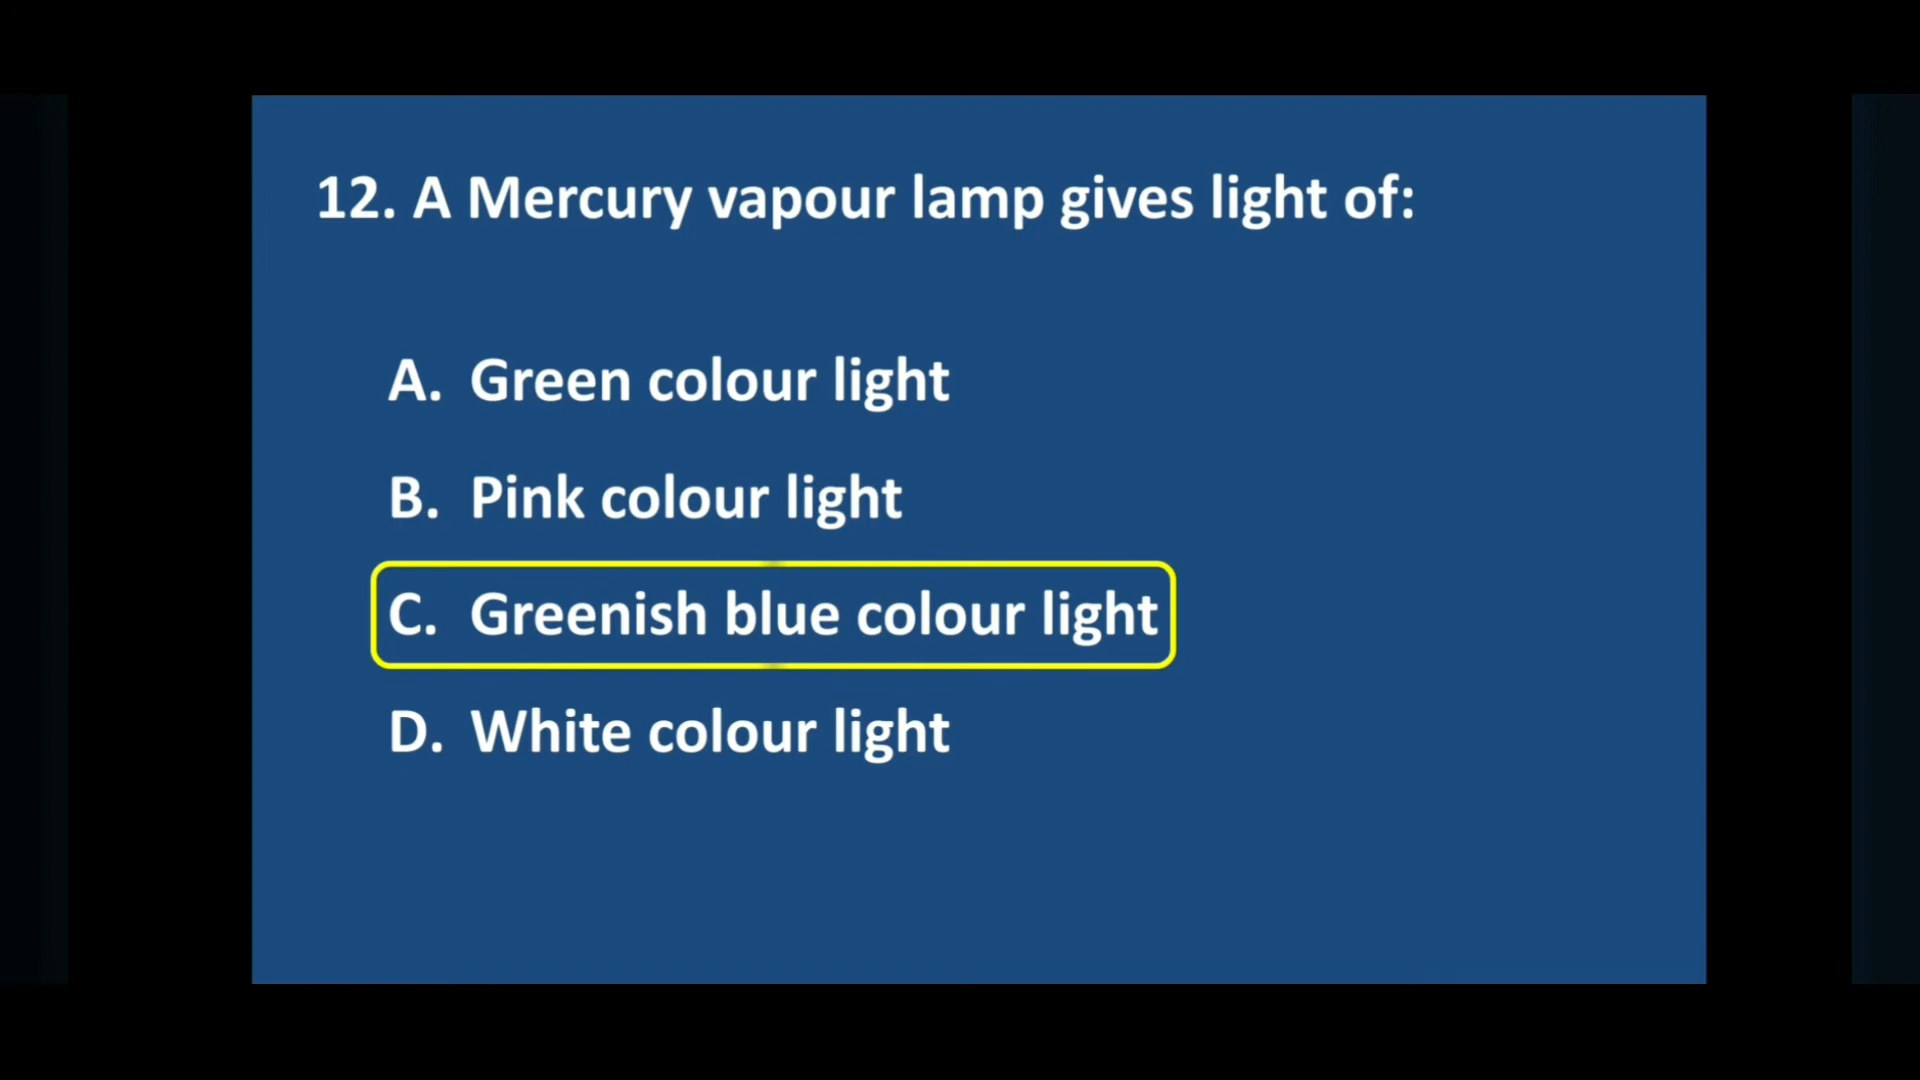 12. A Mercury vapour lamp gives light of:
A. Green colour light
B. Pink colour light
C. Greenish blue colour light
D. White colour light